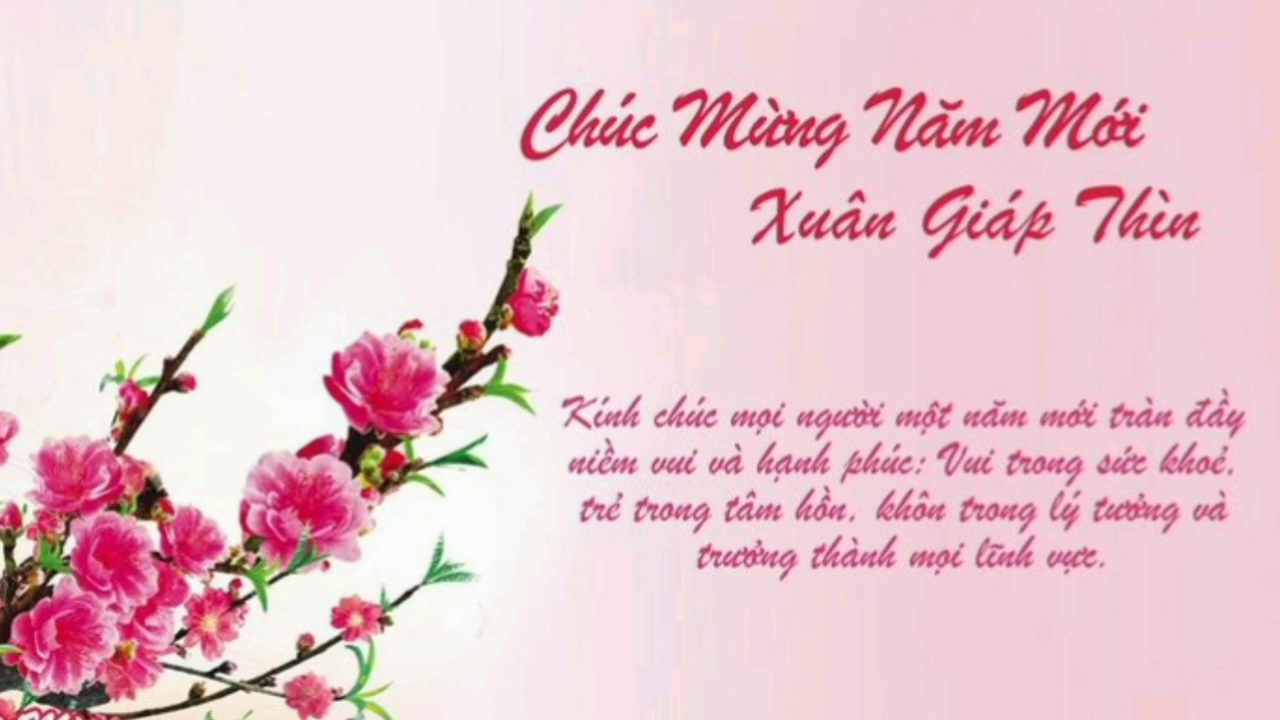 Chúc Mừng Năm Mới
Xuân Giáp Thìn
Kính chúc mọi người một năm mới tràn đầy
niềm vui và hạnh phúc: Vui trong sức khoẻ.
trẻ trong tâm hồn. khôn trong lý tưởng và
trưởng thành mọi lĩnh vực.